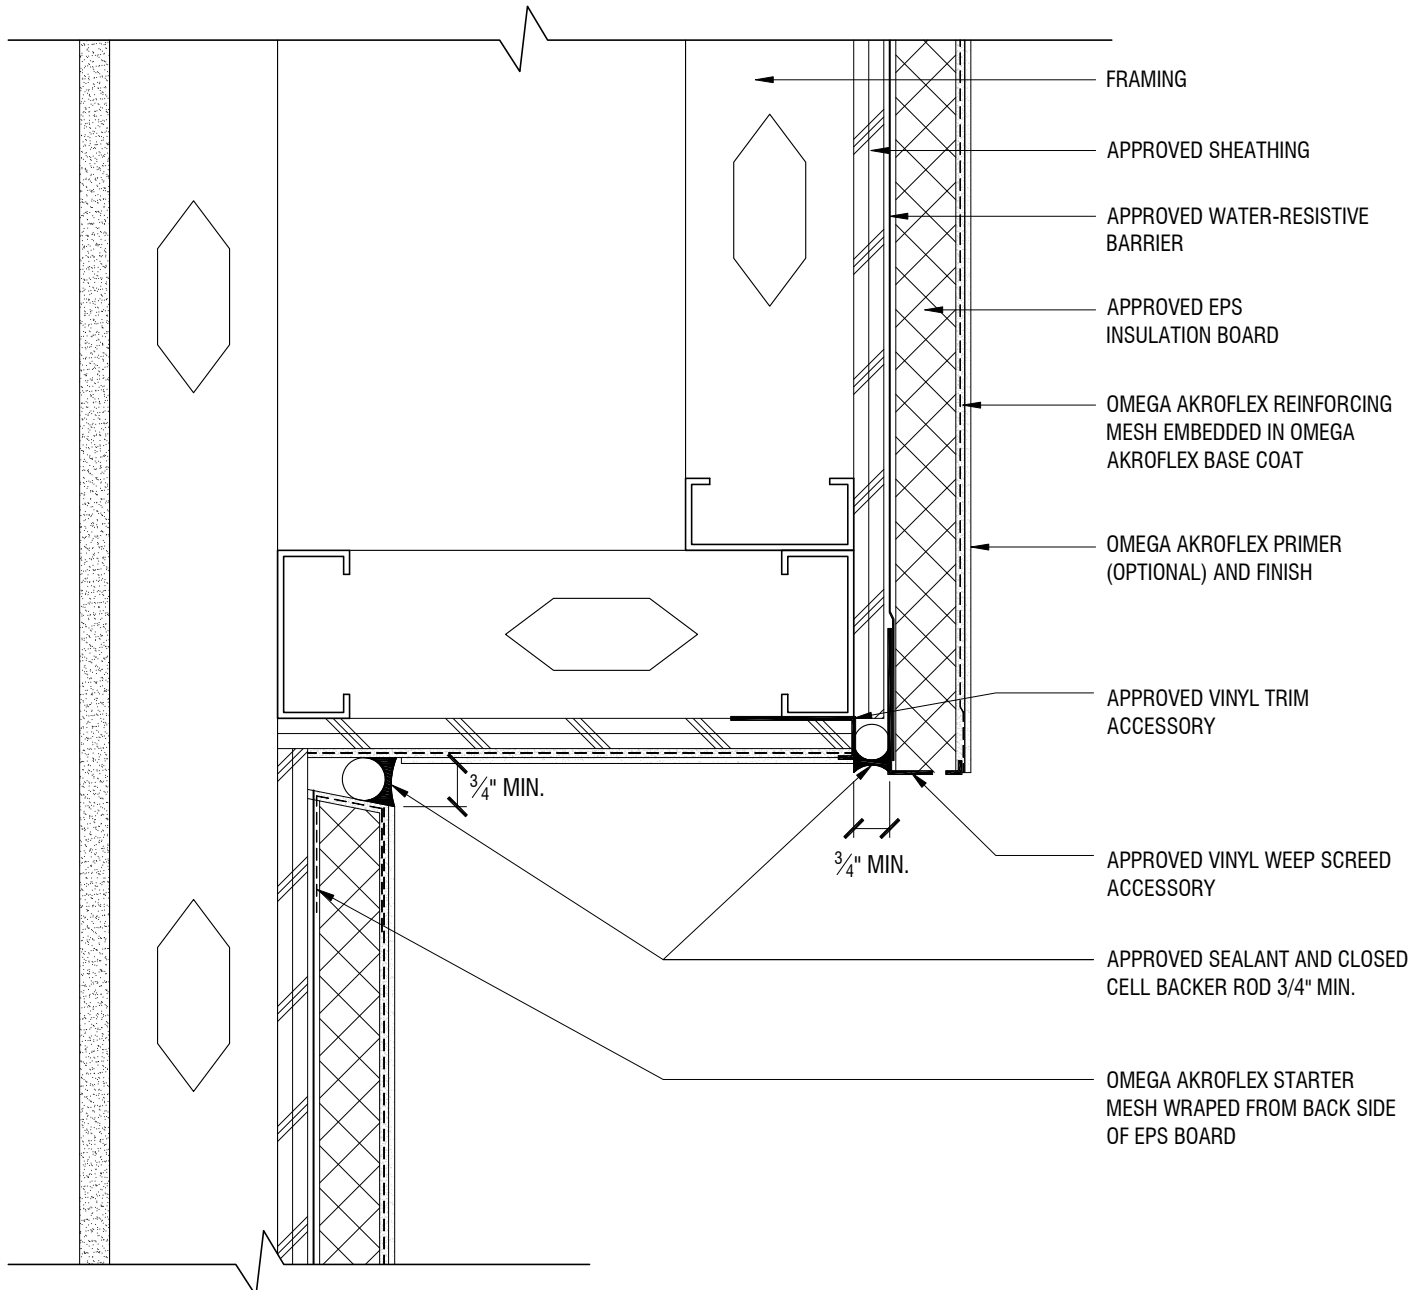 FRAMING
APPROVED SHEATHING
APPROVED WATER-RESISTIVE
BARRIER
APPROVED EPS
INSULATION BOARD
OMEGA AKROFLEX REINFORCING
MESH EMBEDDED IN OMEGA
AKROFLEX BASE COAT
OMEGA AKROFLEX PRIMER
(OPTIONAL) AND FINISH
APPROVED VINYL TRIM
ACCESSORY
3/4" MIN.
3/4" MIN.
APPROVED VINYL WEEP SCREED
ACCESSORY
APPROVED SEALANT AND CLOSED
CELL BACKER ROD 3/4" MIN.
OMEGA AKROFLEX STARTER
MESH WRAPED FROM BACK SIDE
OF EPS BOARD